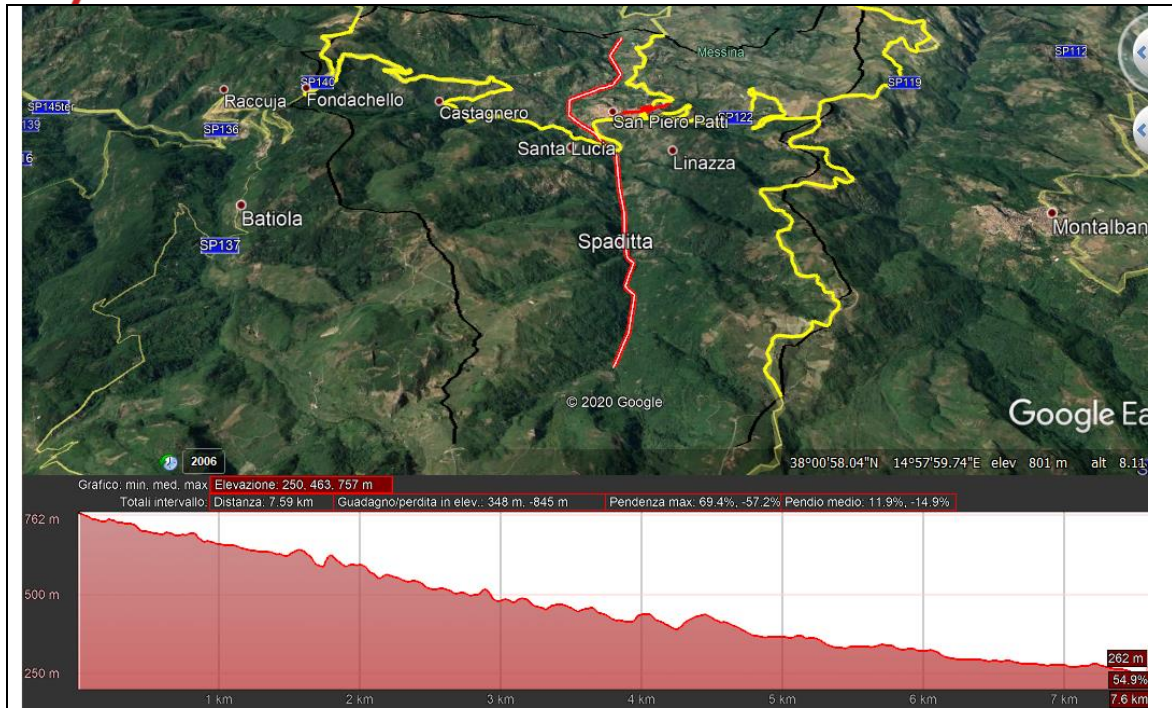 Messina
SP112
SP140
SP119
SP145ter
Raccuja
Fondachello
Castagnero
139
SP136
San Piero Patti
SP122
Santa Lucia
Linazza
Batiola
Montalban
SP137
Spaditta
© 2020 Google
Google Ea
2006
38°00'58.04"N 14°57'59.74"E elev 801 m alt 8.11
Grafico: min. med. max Elevazione: 250, 463, 757 m
Totali intervallo: Distanza: 7.59 km Guadagno/perdita in elev.: 348 m, -845 m Pendenza max: 69.4%, -57.2% Pendio medio: 11.9%, -14.9%
762 m
500 m
250 m
262 m
54.9%
1 km 2 km 3 km 4 km 5 km 6 km 7 km 7.6 km